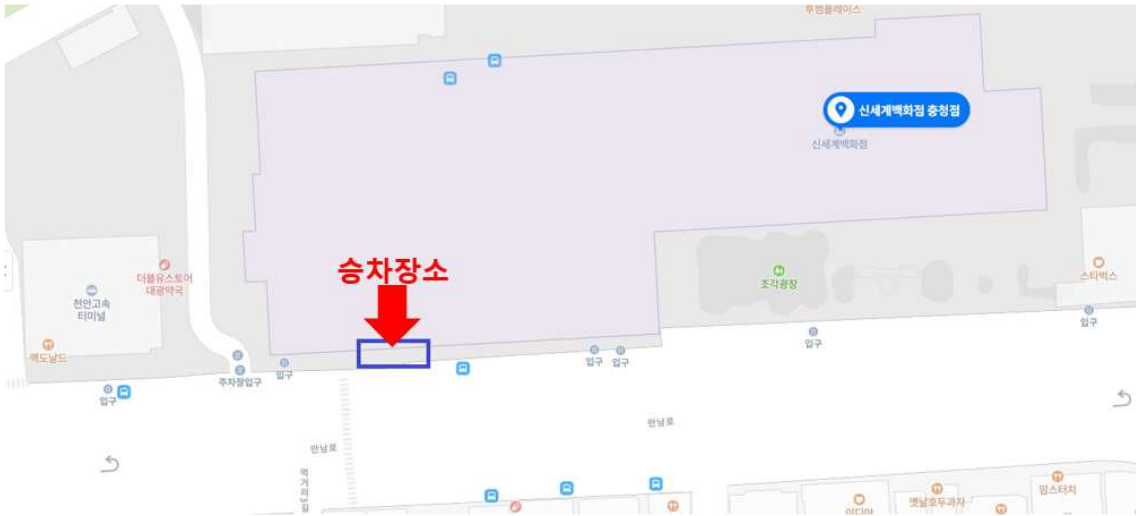 투썸플레이스
신세계백화점 충청점
신세계백화점
승차장소
더블유스토어
대광약국
천안고속
터미널
맥도날드
조각광장
스타벅스
입구
입구
입구
입구
입구
주차장입구
입구
만남로
만남로
먹거리1길
맘스터치
옛날호두과자
이디야